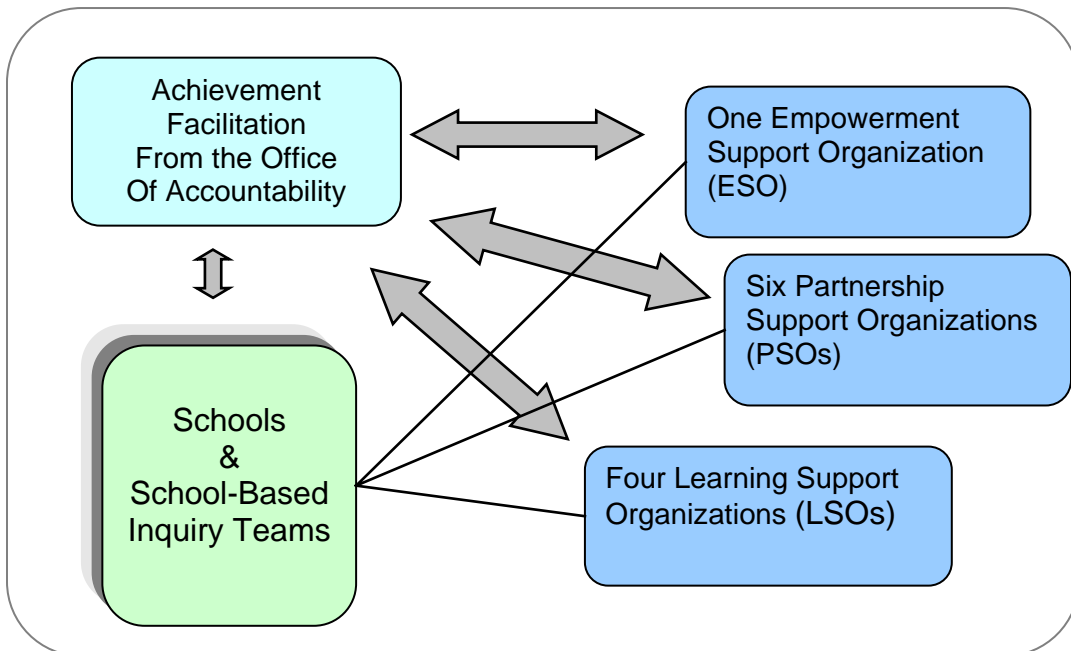 Achievement
Facilitation
From the Office
Of Accountability
One Empowerment
Support Organization
(ESO)
Six Partnership
Support Organizations
(PSOs)
Schools
&
School-Based
Inquiry Teams
Four Learning Support
Organizations (LSOs)